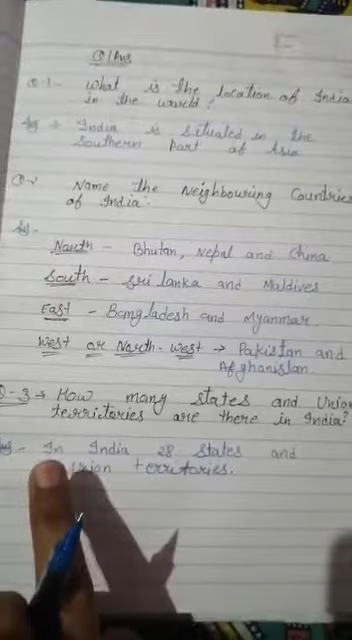 Q/Ans
Q.1- What is the location of India
in the world?
Ans → India is situated in the
Southern Part of Asia
Q-2 Name the Neighbouring Countries
of India.
Ans-
North - Bhutan, Nepal and China
South - Sri lanka and Maldives
East - Bangladesh and Myanmar.
West or North-west → Pakistan and
Afghanistan.
Q-3 → How many states and Union
territories are there in India?
Ans - In India 28 states and
Union territories.